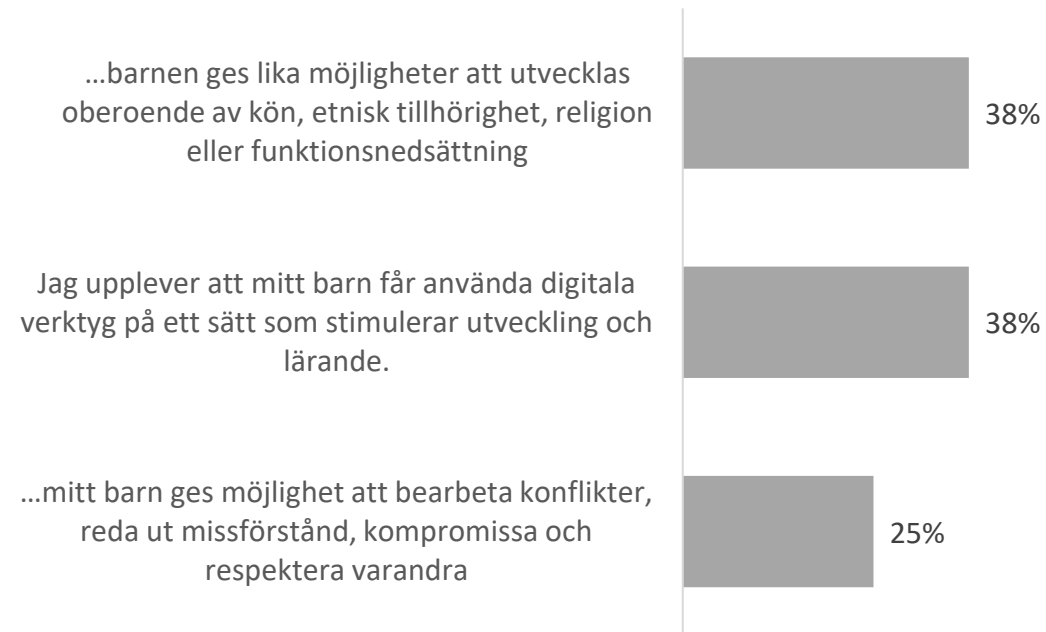 …barnen ges lika möjligheter att utvecklas
oberoende av kön, etnisk tillhörighet, religion
eller funktionsnedsättning
38%
Jag upplever att mitt barn får använda digitala
verktyg på ett sätt som stimulerar utveckling och
lärande.
38%
…mitt barn ges möjlighet att bearbeta konflikter,
reda ut missförstånd, kompromissa och
respektera varandra
25%